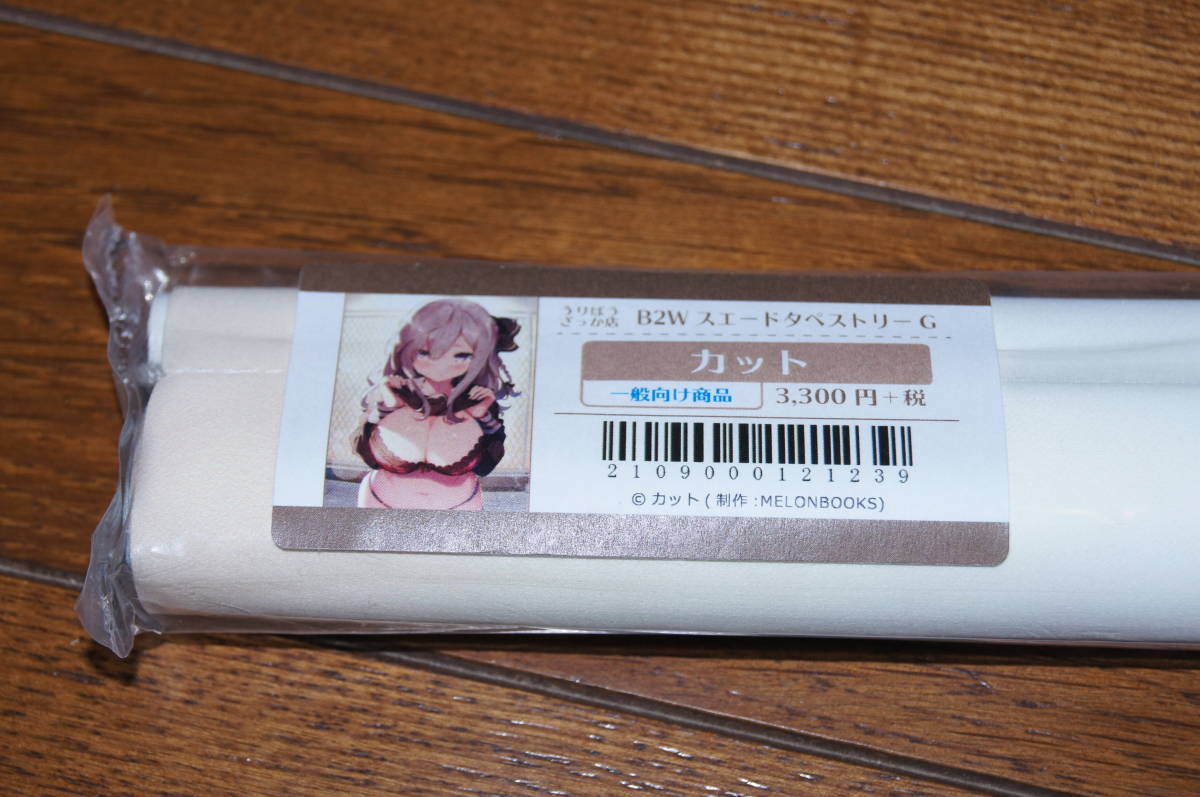 うりぼう
ざっか店
B2W スエードタペストリー G
カット
一般向け商品
3,300 円+税
2109000121239
© カット ( 制作 :MELONBOOKS)